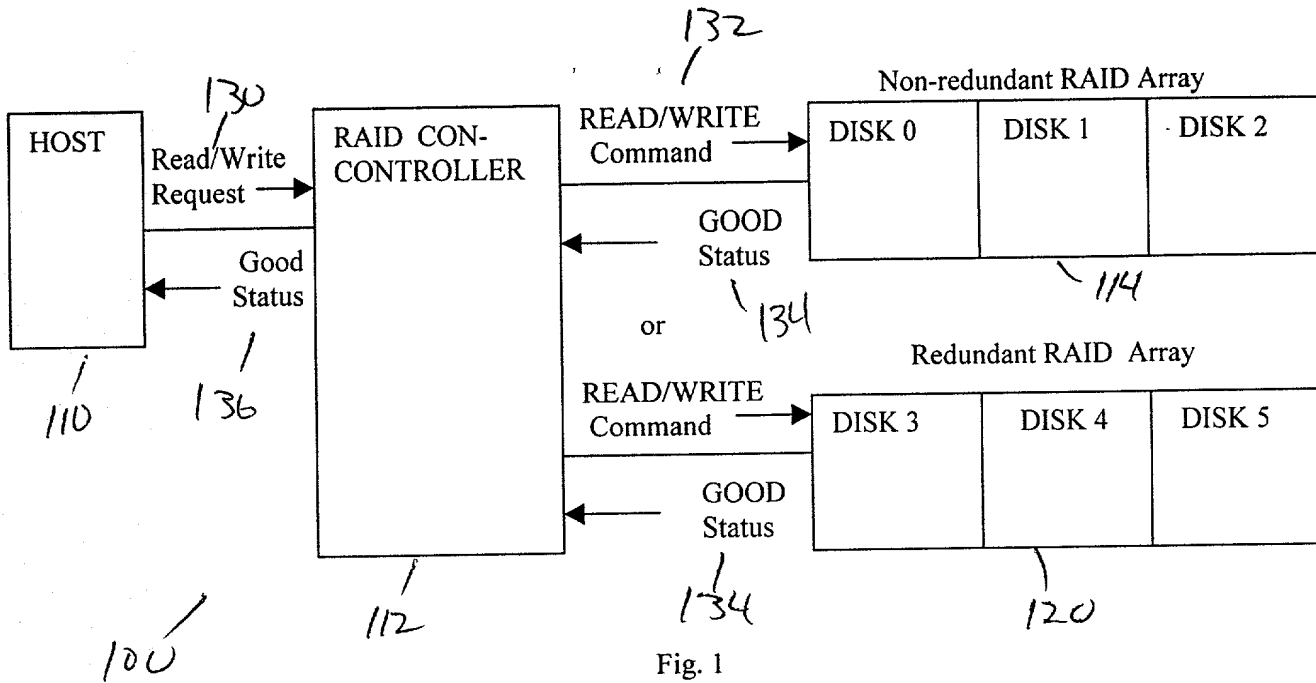 132
Non-redundant RAID Array
130
HOST
Read/Write
Request
RAID CON-
CONTROLLER
READ/WRITE
Command
DISK 0
DISK 1
DISK 2
Good
Status
GOOD
Status
114
134
or
Redundant RAID Array
110
136
READ/WRITE
Command
DISK 3
DISK 4
DISK 5
GOOD
Status
112
134
120
100
Fig. 1